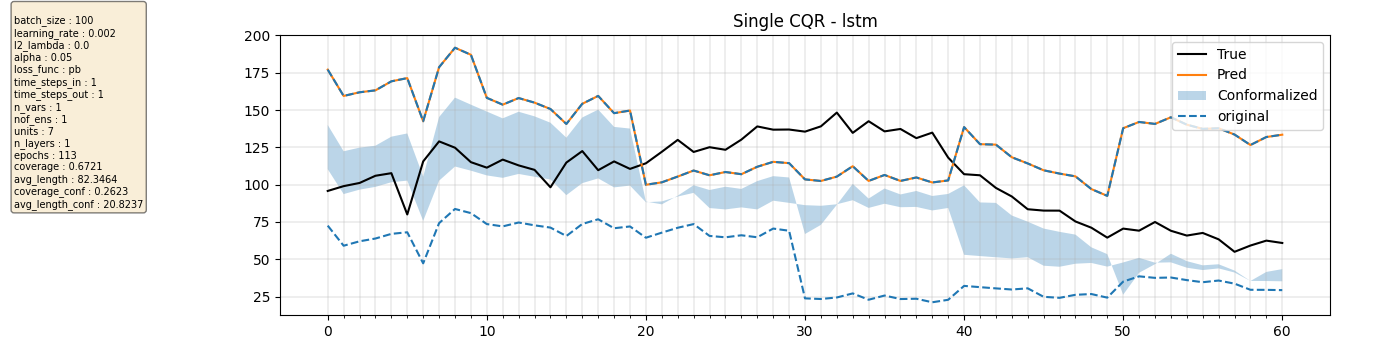 batch_size : 100
learning_rate : 0.002
l2_lambda : 0.0
alpha : 0.05
loss_func : pb
time_steps_in : 1
time_steps_out : 1
n_vars : 1
nof_ens : 1
units : 7
n_layers : 1
epochs : 113
coverage : 0.6721
avg_length : 82.3464
coverage_conf : 0.2623
avg_length_conf : 20.8237
Single CQR - lstm
200
175
150
125
100
75
50
25
0 10 20 30 40 50 60
True
Pred
Conformalized
original